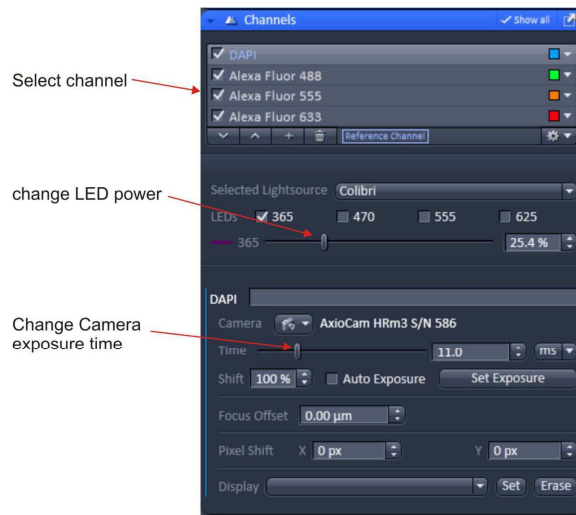 Channels Show all
DAPI
Select channel
Alexa Fluor 488
Alexa Fluor 555
Alexa Fluor 633
Reference Channel
change LED power
Selected Lightsource Colibri
LEDs 365 470 555 625
365 25.4 %
DAPI
Change Camera exposure time
Camera AxioCam HRm3 S/N 586
Time 11.0 ms
Shift 100 % Auto Exposure Set Exposure
Focus Offset 0.00 µm
Pixel Shift X 0 px Y 0 px
Display Set Erase